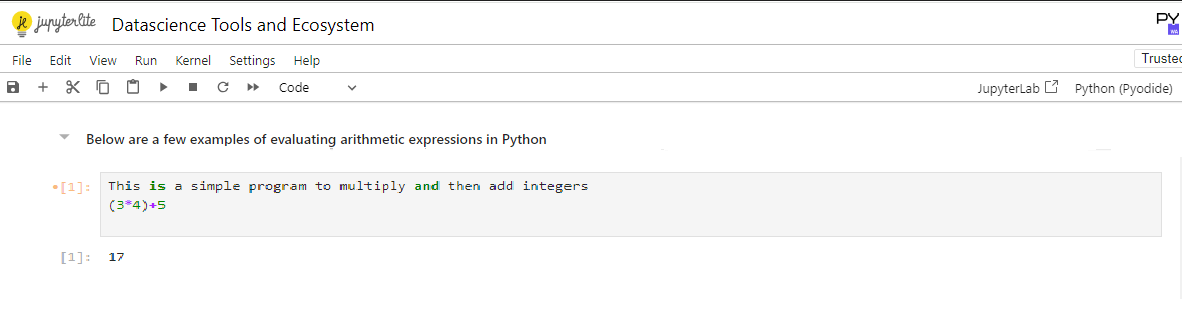 jupyterlite Datascience Tools and Ecosystem PY
WA
File Edit View Run Kernel Settings Help Trusted
Code JupyterLab Python (Pyodide)
Below are a few examples of evaluating arithmetic expressions in Python
[1]: This is a simple program to multiply and then add integers
(3*4)+5
[1]: 17